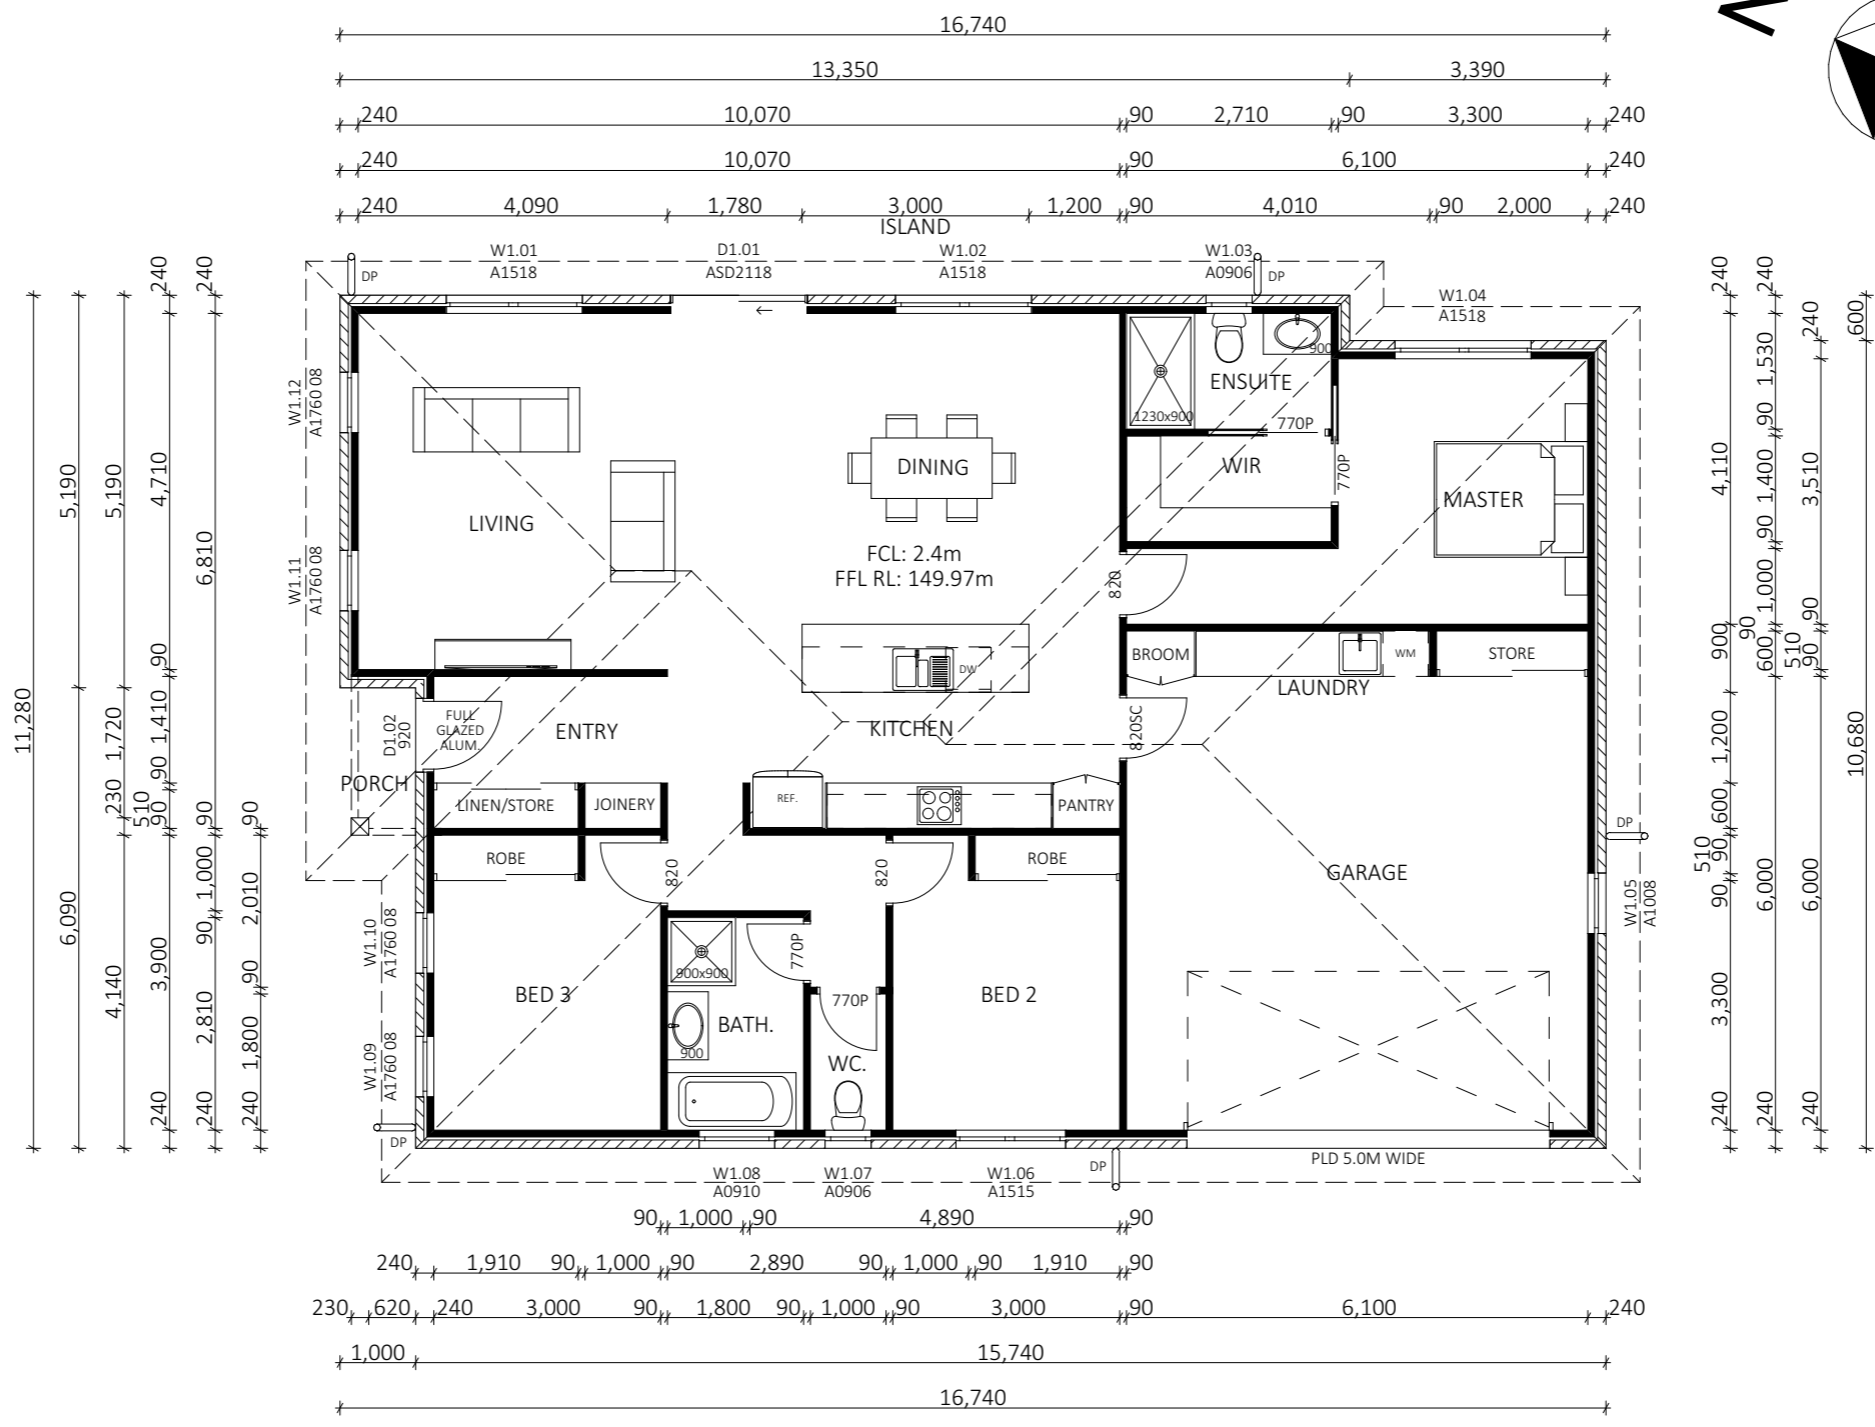 16,740
13,350 3,390
240 10,070 90 2,710 90 3,300 240
240 10,070 90 6,100 240
240 4,090 1,780 3,000 1,200 90 4,010 90 2,000 240
ISLAND
W1.01 D1.01 W1.02 W1.03
A1518 ASD2118 A1518 A0906
DP DP
W1.04
A1518
W1.12
A1760 08
W1.11
A1760 08
ENSUITE
900
1230x900
770P
WIR
770P
MASTER
DINING
LIVING
FCL: 2.4m
FFL RL: 149.97m
820
BROOM WM STORE
LAUNDRY
DW
KITCHEN
820SC
FULL
GLAZED
ALUM.
D1.02
920
ENTRY
PORCH
LINEN/STORE JOINERY REF. PANTRY
ROBE 820 820 ROBE
GARAGE
DP
W1.05
A1008
W1.10
A1760 08
W1.09
A1760 08
900x900
770P
770P
BED 3 BED 2
BATH.
900
WC.
DP
DP
PLD 5.0M WIDE
W1.08 W1.07 W1.06
A0910 A0906 A1515
90 1,000 90 4,890 90
240 1,910 90 1,000 90 2,890 90 1,000 90 1,910 90
230 620 240 3,000 90 1,800 90 1,000 90 3,000 90 6,100 240
1,000 15,740
16,740
11,280
5,190 6,090
5,190 1,720 230 4,140
240 4,710 90 1,410 90 510 90 3,900 240
240 6,810 90 1,000 90 2,810 240
90 2,010 90 1,800 240
240 4,110 900 1,200 600 90 510 90 3,300 240
240 1,530 90 1,400 90 1,000 90 600 6,000 240
240 3,510 90 510 90 6,000 240
600 10,680